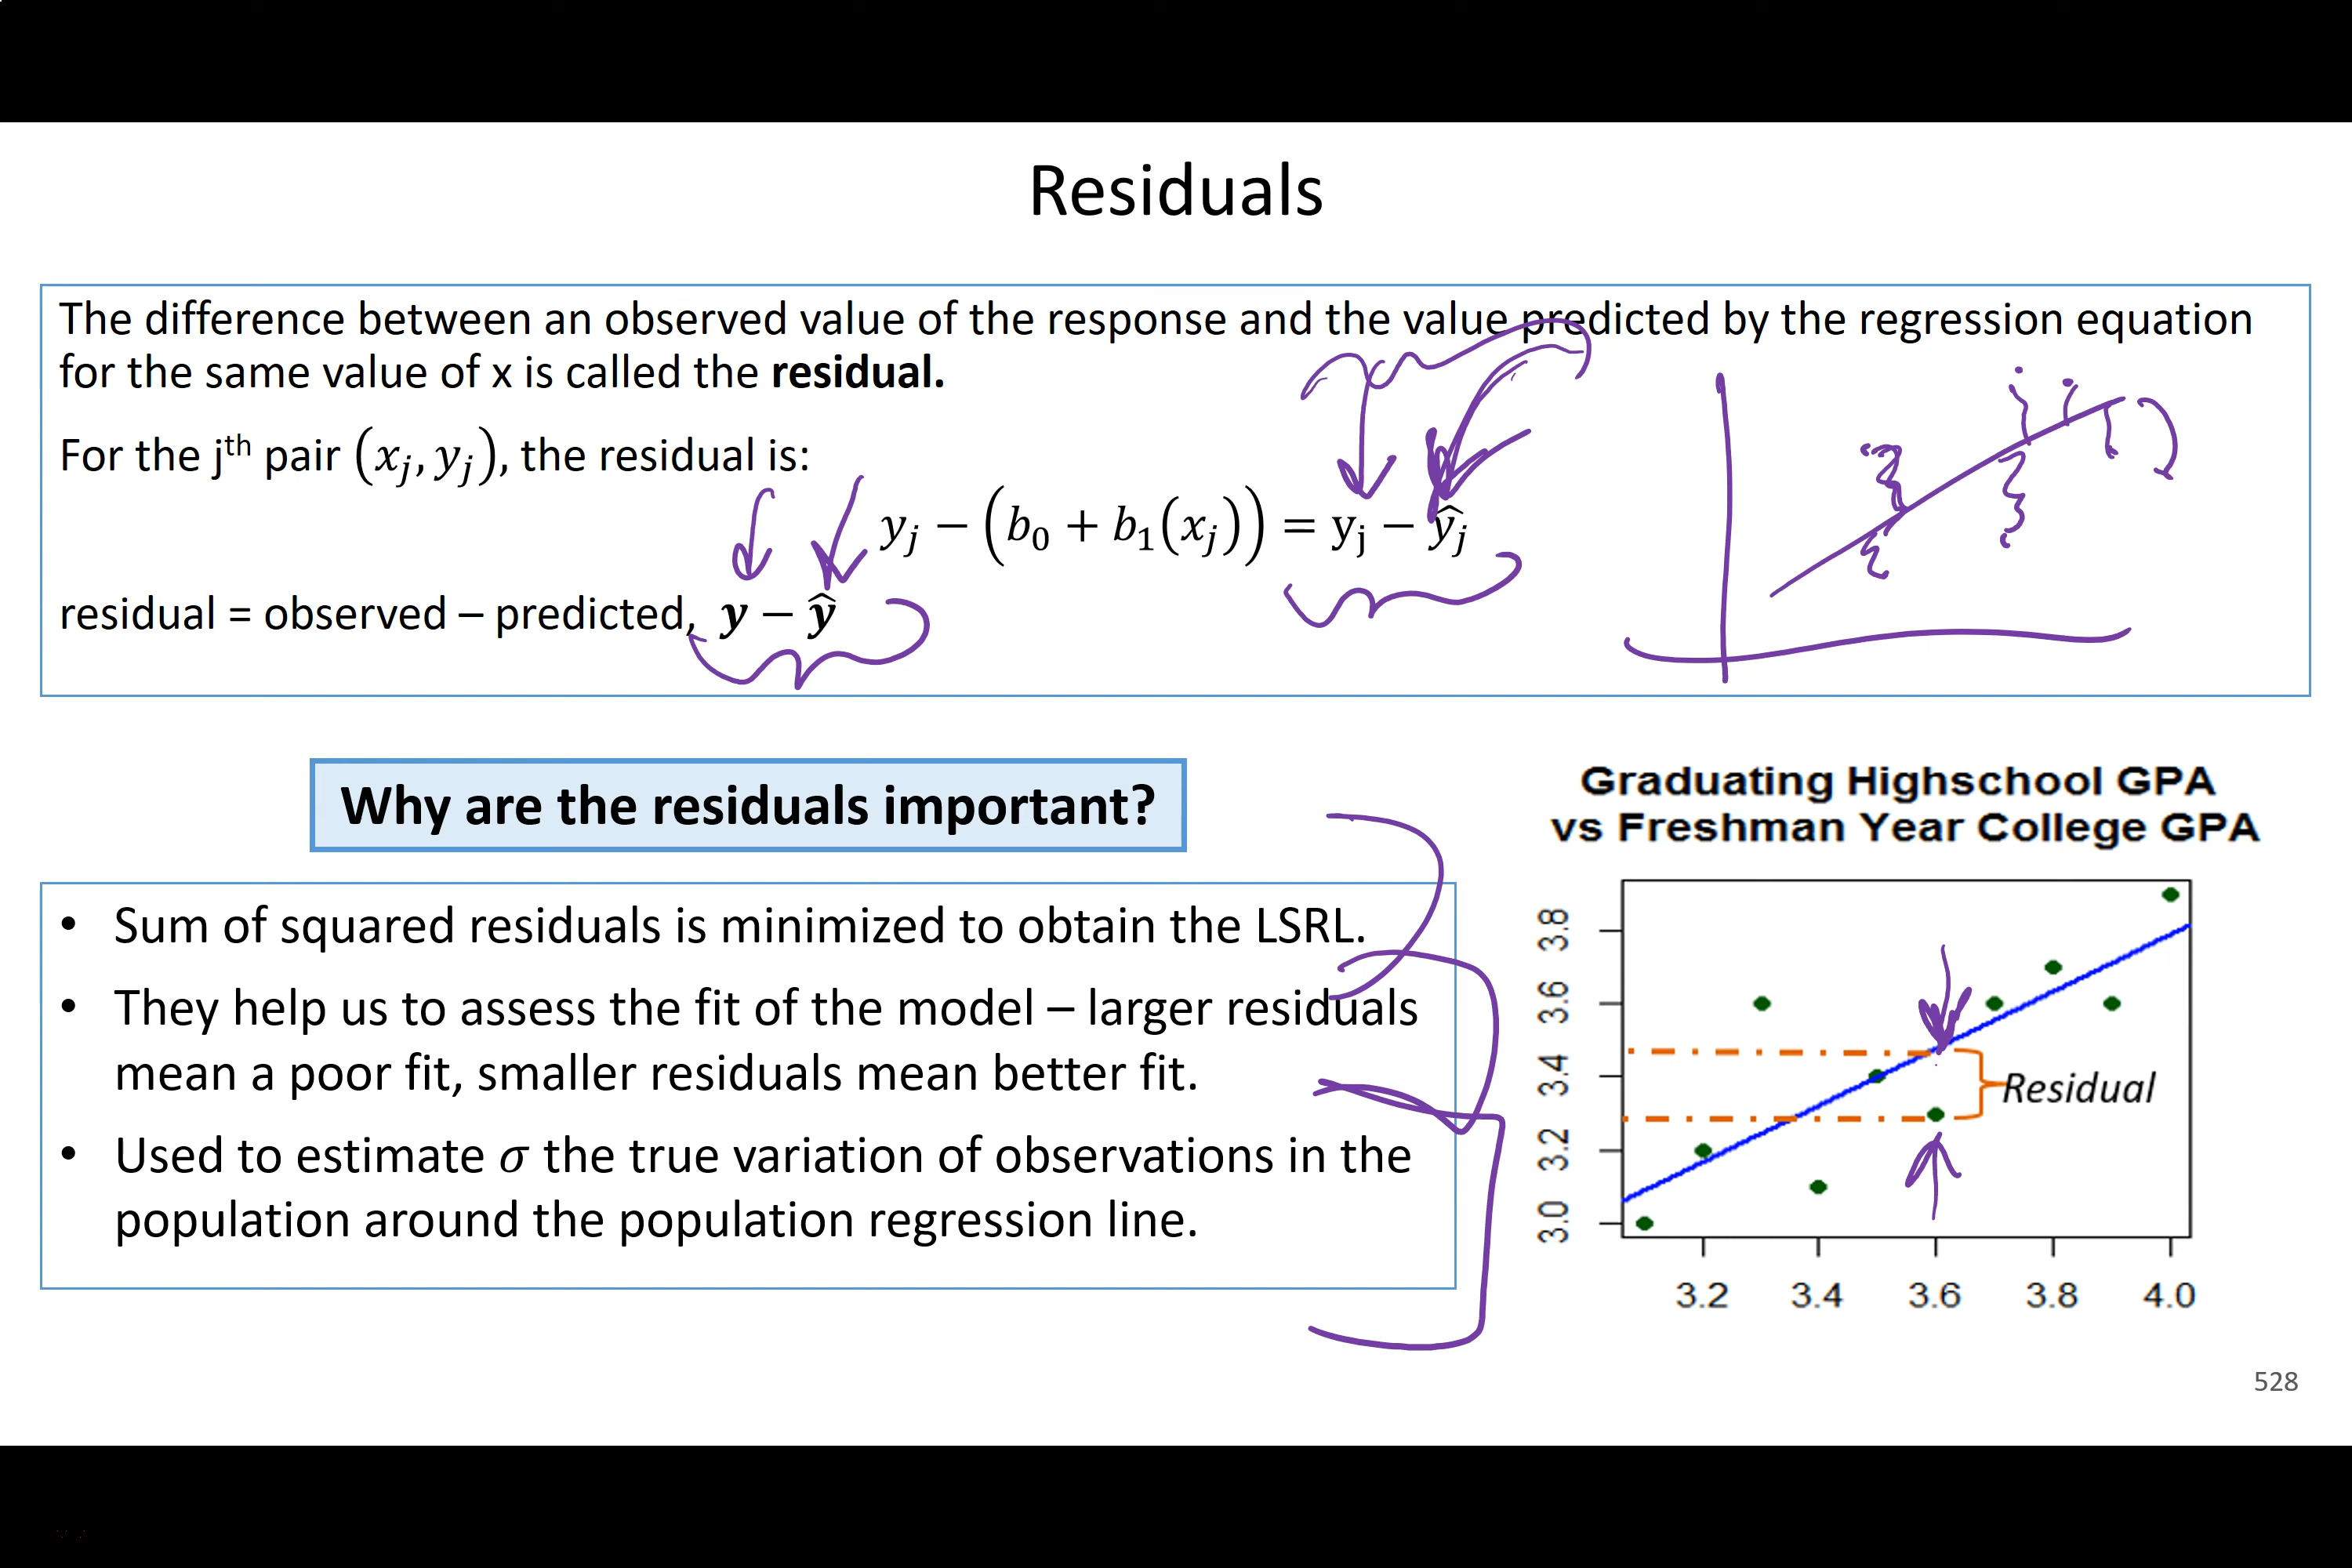 Residuals
The difference between an observed value of the response and the value predicted by the regression equation
for the same value of x is called the residual.
For the jᵗʰ pair (xⱼ, yⱼ), the residual is:
yⱼ − (b₀ + b₁(xⱼ)) = yⱼ − ŷⱼ
residual = observed – predicted, y − ŷ
Why are the residuals important?
• Sum of squared residuals is minimized to obtain the LSRL.
• They help us to assess the fit of the model – larger residuals
mean a poor fit, smaller residuals mean better fit.
• Used to estimate σ the true variation of observations in the
population around the population regression line.
Graduating Highschool GPA
vs Freshman Year College GPA
3.8
3.6
3.4
3.2
3.0
Residual
3.2 3.4 3.6 3.8 4.0
528